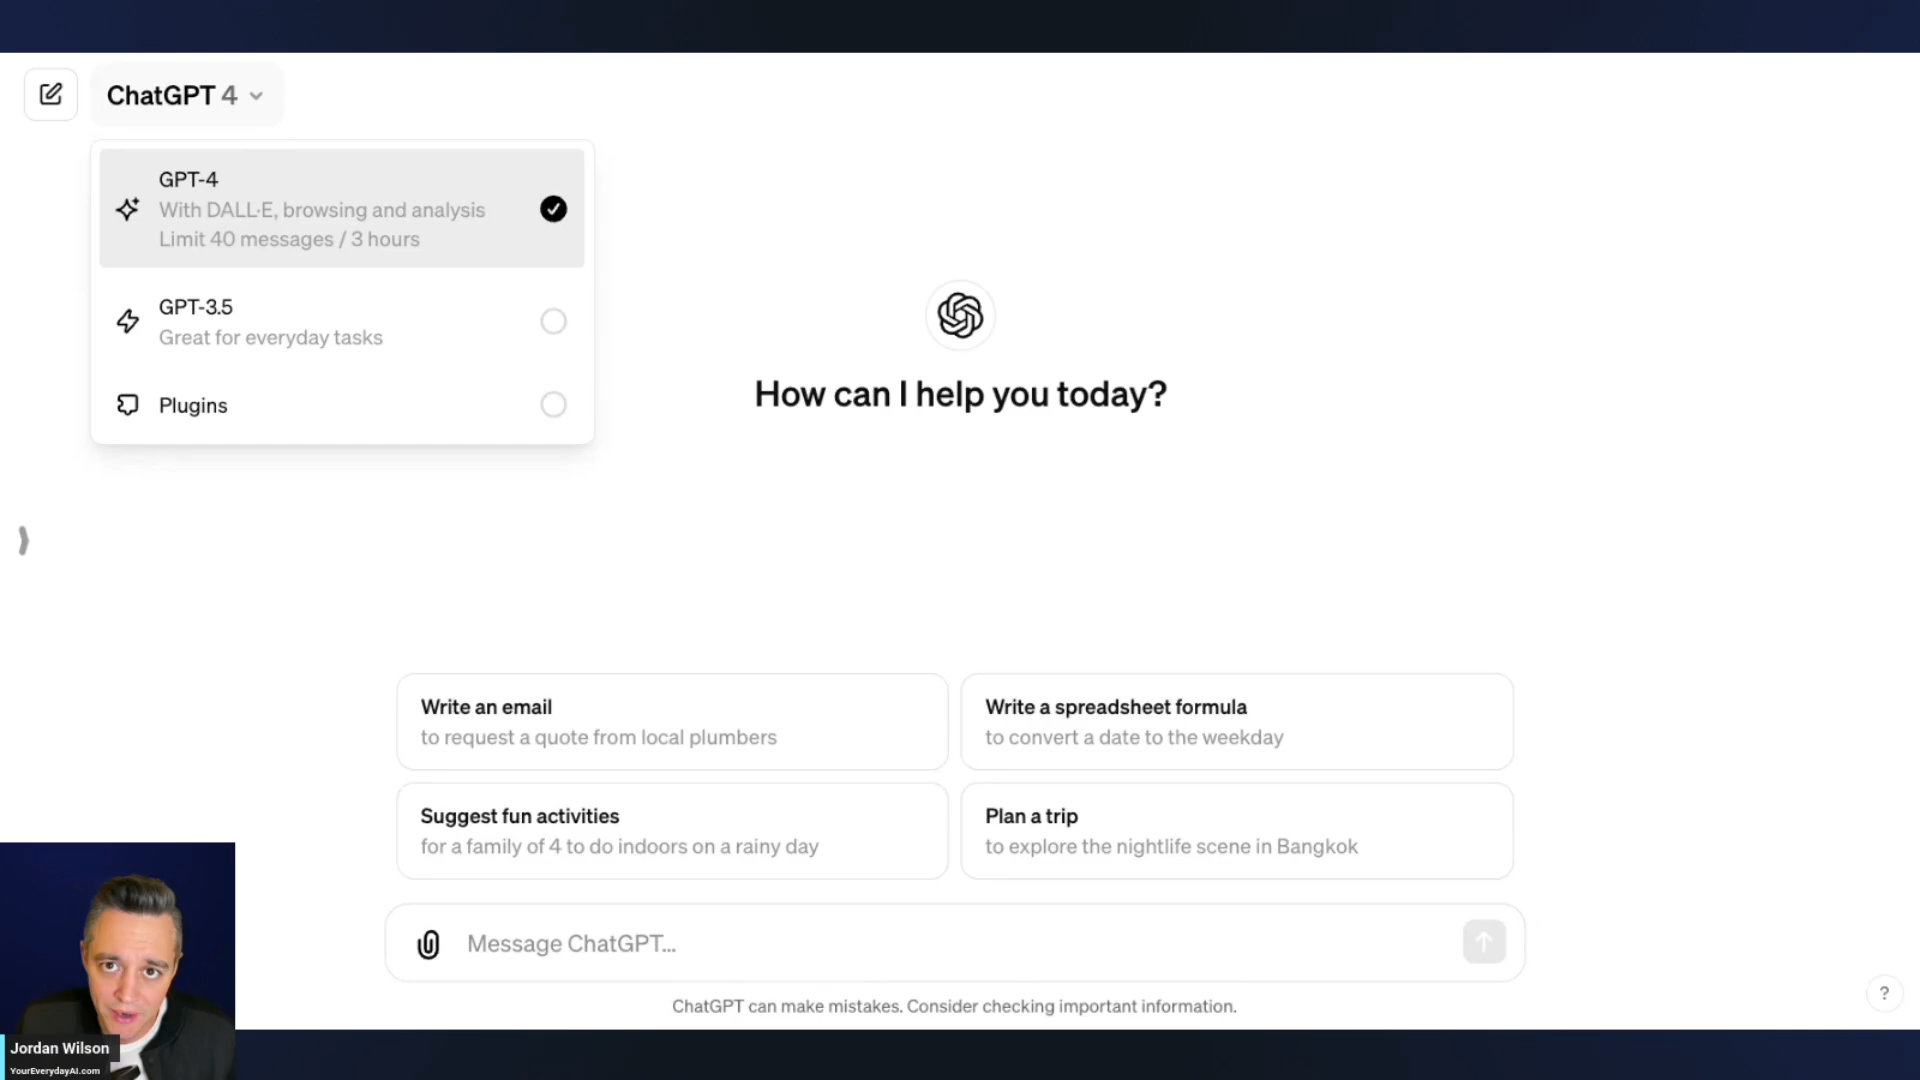 ChatGPT 4
GPT-4
With DALL·E, browsing and analysis
Limit 40 messages / 3 hours
GPT-3.5
Great for everyday tasks
Plugins
How can I help you today?
Write an email
to request a quote from local plumbers
Write a spreadsheet formula
to convert a date to the weekday
Suggest fun activities
for a family of 4 to do indoors on a rainy day
Plan a trip
to explore the nightlife scene in Bangkok
Message ChatGPT...
ChatGPT can make mistakes. Consider checking important information.
?
Jordan Wilson
YourEverydayAI.com